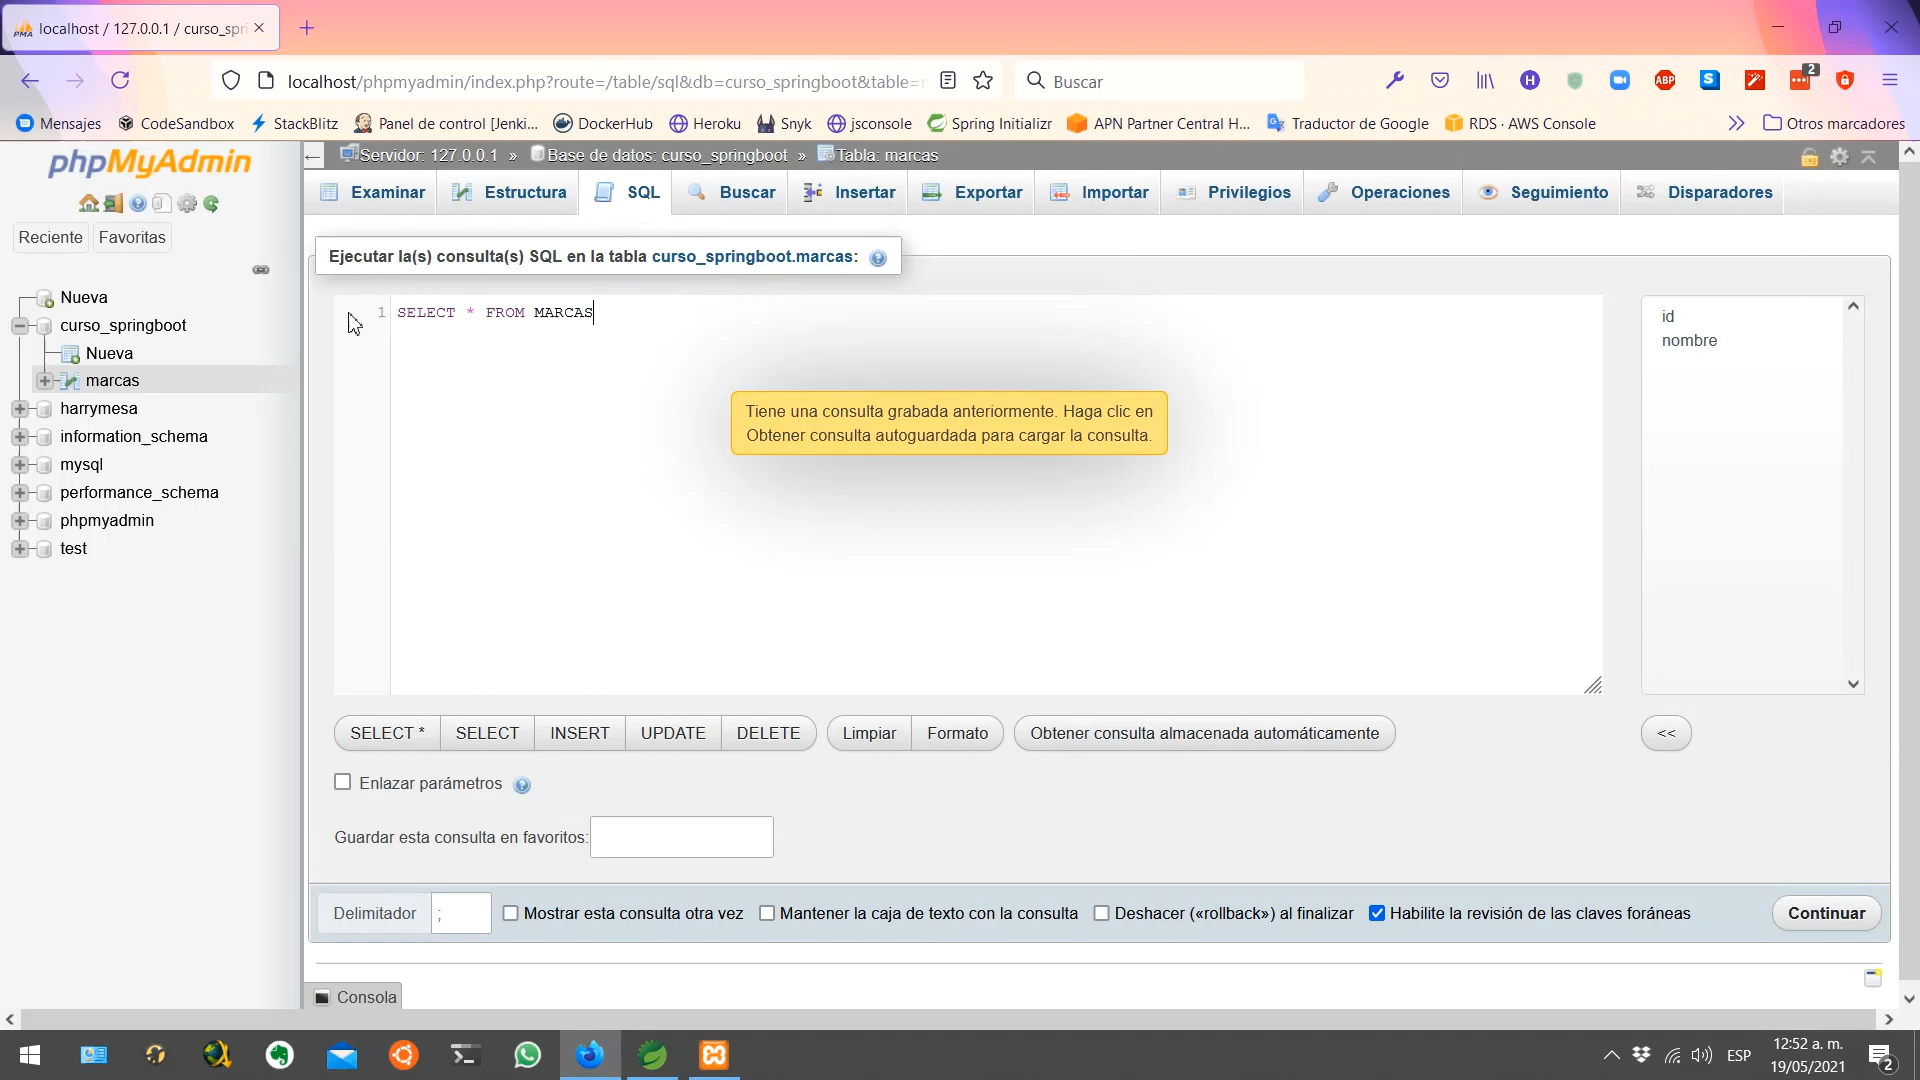 localhost / 127.0.0.1 / curso_spri
localhost/phpmyadmin/index.php?route=/table/sql&db=curso_springboot&table=
Buscar
2
Mensajes
CodeSandbox
StackBlitz
Panel de control [Jenki...
DockerHub
Heroku
Snyk
jsconsole
Spring Initializr
APN Partner Central H...
Traductor de Google
RDS · AWS Console
Otros marcadores
phpMyAdmin
Reciente
Favoritas
Nueva
curso_springboot
Nueva
marcas
harrymesa
information_schema
mysql
performance_schema
phpmyadmin
test
Servidor: 127.0.0.1 » Base de datos: curso_springboot » Tabla: marcas
Examinar
Estructura
SQL
Buscar
Insertar
Exportar
Importar
Privilegios
Operaciones
Seguimiento
Disparadores
Ejecutar la(s) consulta(s) SQL en la tabla curso_springboot.marcas:
1 SELECT * FROM MARCAS
Tiene una consulta grabada anteriormente. Haga clic en
Obtener consulta autoguardada para cargar la consulta.
id
nombre
SELECT *
SELECT
INSERT
UPDATE
DELETE
Limpiar
Formato
Obtener consulta almacenada automáticamente
<<
Enlazar parámetros
Guardar esta consulta en favoritos:
Delimitador
;
Mostrar esta consulta otra vez
Mantener la caja de texto con la consulta
Deshacer («rollback») al finalizar
Habilite la revisión de las claves foráneas
Continuar
Consola
ESP
12:52 a. m.
19/05/2021
2